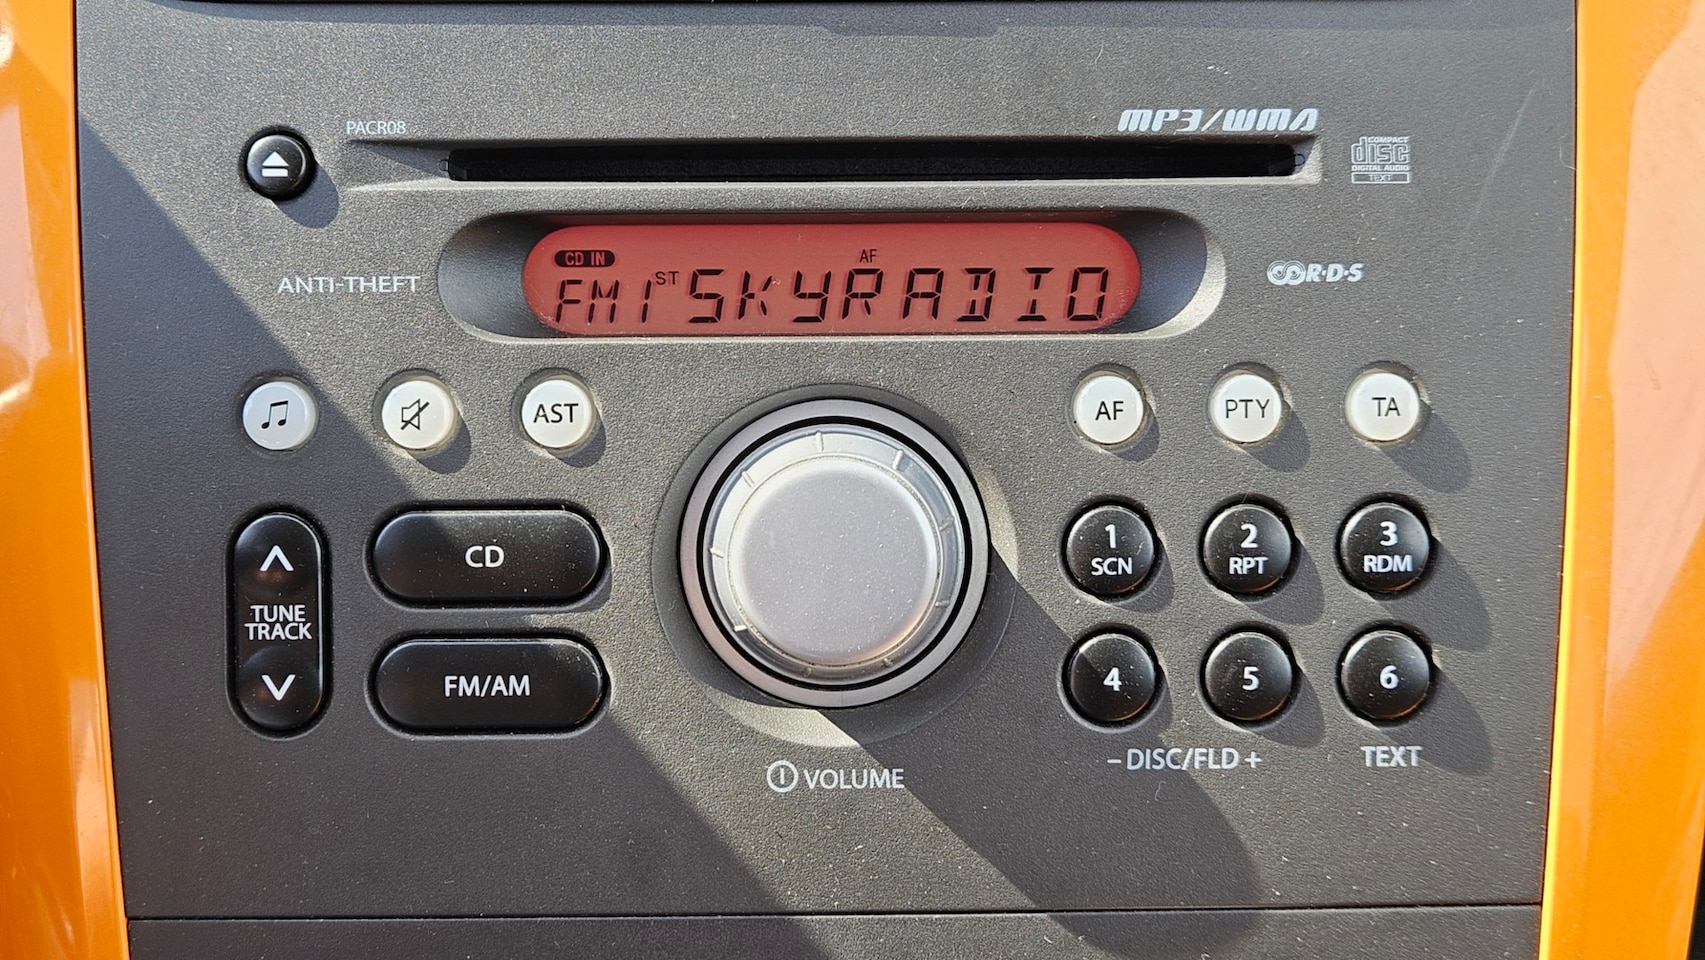 PACR08
MP3/WMA
COMPACT
disc
DIGITAL AUDIO
TEXT
CD IN
AF
FM1 ST SKYRADIO
ANTI-THEFT
R·D·S
AST
AF
PTY
TA
TUNE
TRACK
CD
FM/AM
1
SCN
2
RPT
3
RDM
4
5
6
– DISC/FLD +
TEXT
VOLUME